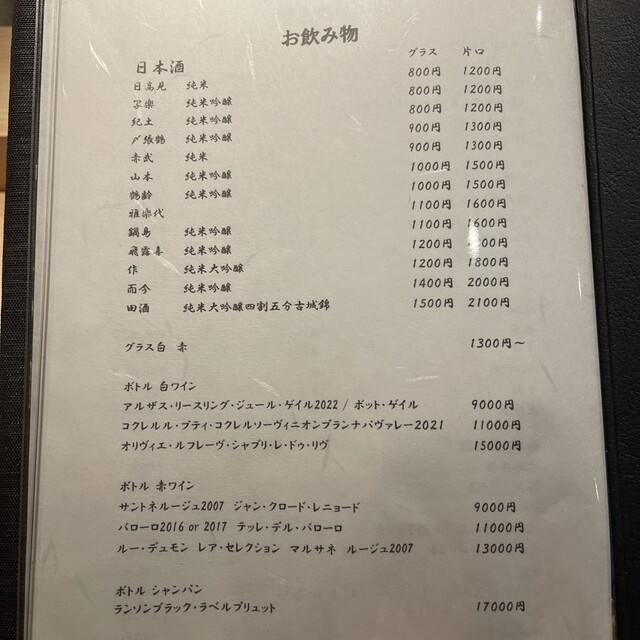 お飲み物
グラス 片口
日本酒
日高見 純米 800円 1200円
写楽 純米吟醸 800円 1200円
紀土 純米吟醸 800円 1200円
〆張鶴 純米吟醸 900円 1300円
赤武 純米 900円 1300円
山本 純米吟醸 1000円 1500円
鶴齢 純米吟醸 1000円 1500円
雅楽代 1100円 1600円
鍋島 純米吟醸 1100円 1600円
飛露喜 純米吟醸 1200円
作 純米大吟醸 1200円 1800円
而今 純米吟醸 1400円 2000円
田酒 純米大吟醸四割五分古城錦 1500円 2100円
グラス白 赤 1300円～
ボトル 白ワイン
アルザス・リースリング・ジュール・ゲイル2022 / ボット・ゲイル 9000円
コクレルル・プティ・コクレルソーヴィニオンブランナパヴァレー2021 11000円
オリヴィエ・ルフレーヴ・シャブリ・レ・ドゥ・リヴ 15000円
ボトル 赤ワイン
サントネルージュ2007 ジャン・クロード・レニョード 9000円
バローロ2016 or 2017 テッレ・デル・バローロ 11000円
ルー・デュモン レア・セレクション マルサネ ルージュ2007 13000円
ボトル シャンパン
ランソンブラック・ラベルブリュット 17000円